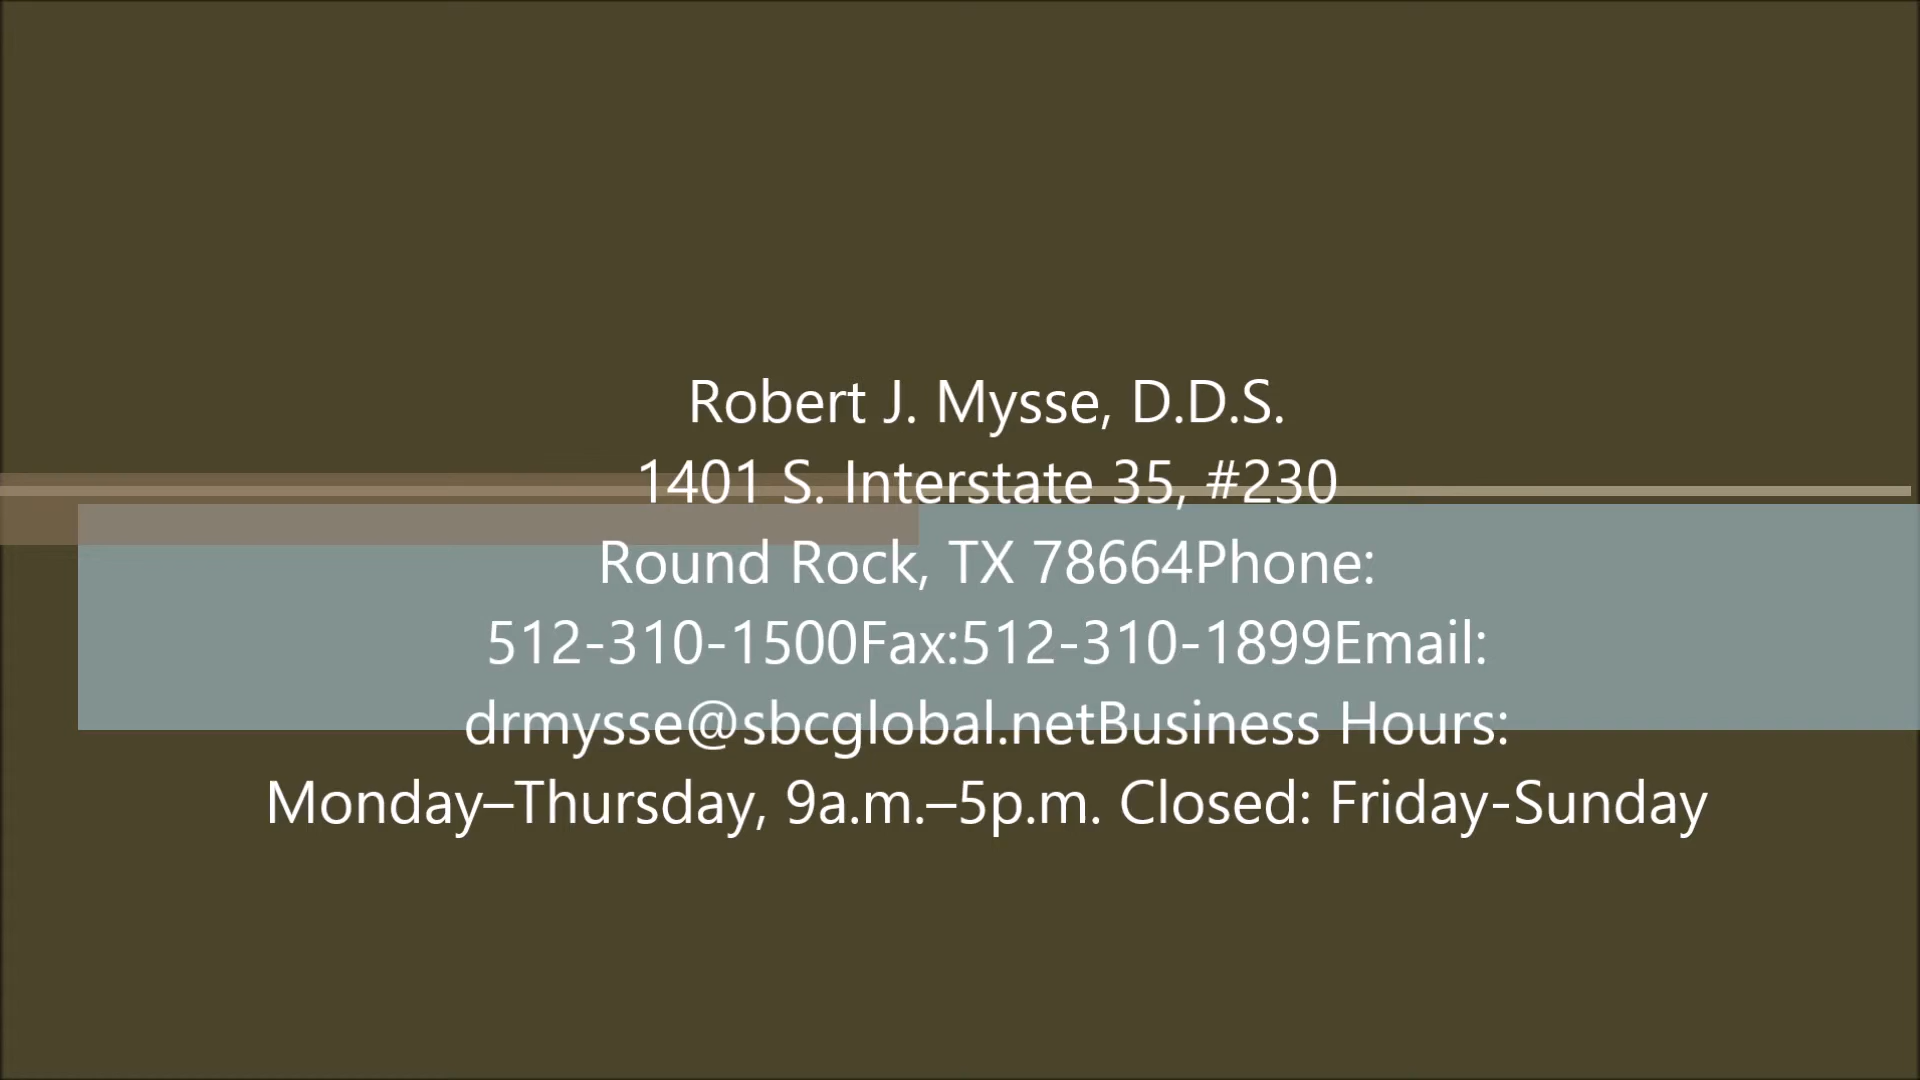 Robert J. Mysse, D.D.S.
1401 S. Interstate 35, #230
Round Rock, TX 78664Phone:
512-310-1500Fax:512-310-1899Email:
drmysse@sbcglobal.netBusiness Hours:
Monday–Thursday, 9a.m.–5p.m. Closed: Friday-Sunday